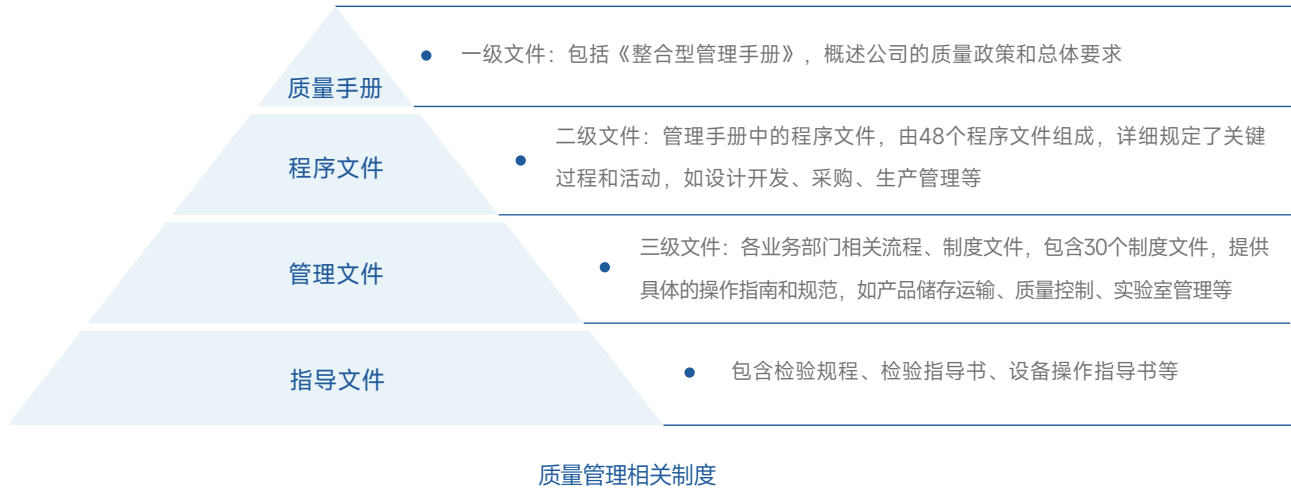 质量手册
一级文件：包括《整合型管理手册》，概述公司的质量政策和总体要求
程序文件
二级文件：管理手册中的程序文件，由48个程序文件组成，详细规定了关键
过程和活动，如设计开发、采购、生产管理等
管理文件
三级文件：各业务部门相关流程、制度文件，包含30个制度文件，提供
具体的操作指南和规范，如产品储存运输、质量控制、实验室管理等
指导文件
包含检验规程、检验指导书、设备操作指导书等
质量管理相关制度